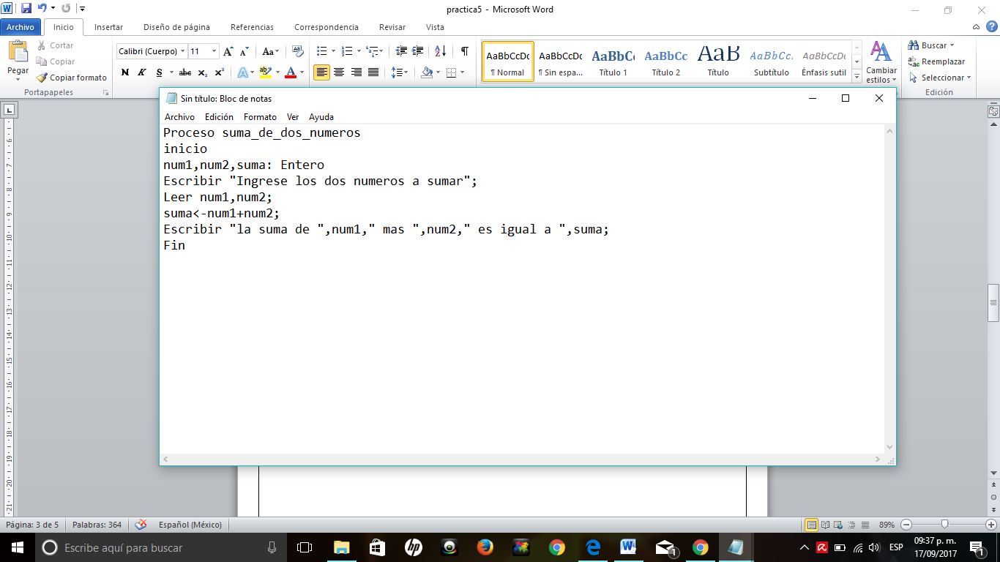 practica5 - Microsoft Word
Archivo Inicio Insertar Diseño de página Referencias Correspondencia Revisar Vista
Pegar
Cortar
Copiar
Copiar formato
Portapapeles
Calibri (Cuerpo) 11
N K S abc x₂ x²
AaBbCcDc AaBbCcDc AaBbCc AaBbCc AaB AaBbCc. AaBbCcDc
¶ Normal ¶ Sin espa... Título 1 Título 2 Título Subtítulo Énfasis sutil
Cambiar estilos
Buscar
Reemplazar
Seleccionar
Edición
Sin título: Bloc de notas
Archivo Edición Formato Ver Ayuda
Proceso suma_de_dos_numeros
inicio
num1,num2,suma: Entero
Escribir "Ingrese los dos numeros a sumar";
Leer num1,num2;
suma<-num1+num2;
Escribir "la suma de ",num1," mas ",num2," es igual a ",suma;
Fin
Página: 3 de 5 Palabras: 364 Español (México) 89%
Escribe aquí para buscar
ESP
09:37 p. m.
17/09/2017